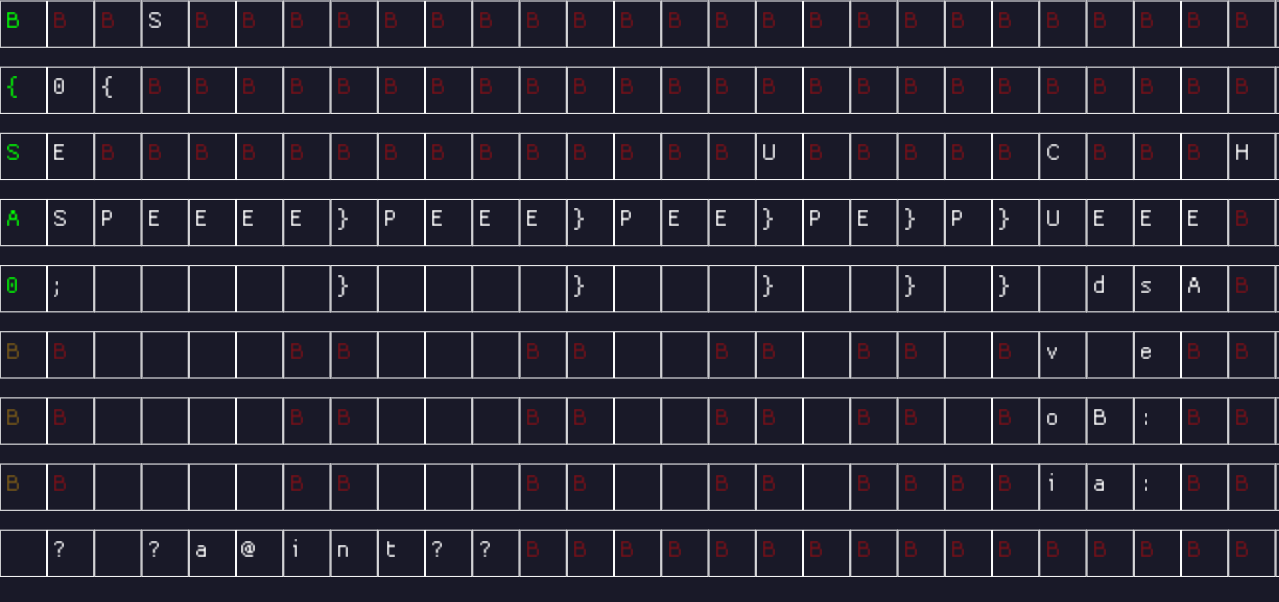 B B B S B B B B B B B B B B B B B B B B B B B B B B B
{ 0 { B B B B B B B B B B B B B B B B B B B B B B B B
S E B B B B B B B B B B B B B B U B B B B B C B B B H
A S P E E E E } P E E E } P E E } P E } P } U E E E B
0 ; } } } } } d s A B
B B B B B B B B B B B v e B B
B B B B B B B B B B B o B : B B
B B B B B B B B B B B B i a : B B
? ? a @ i n t ? ? B B B B B B B B B B B B B B B B